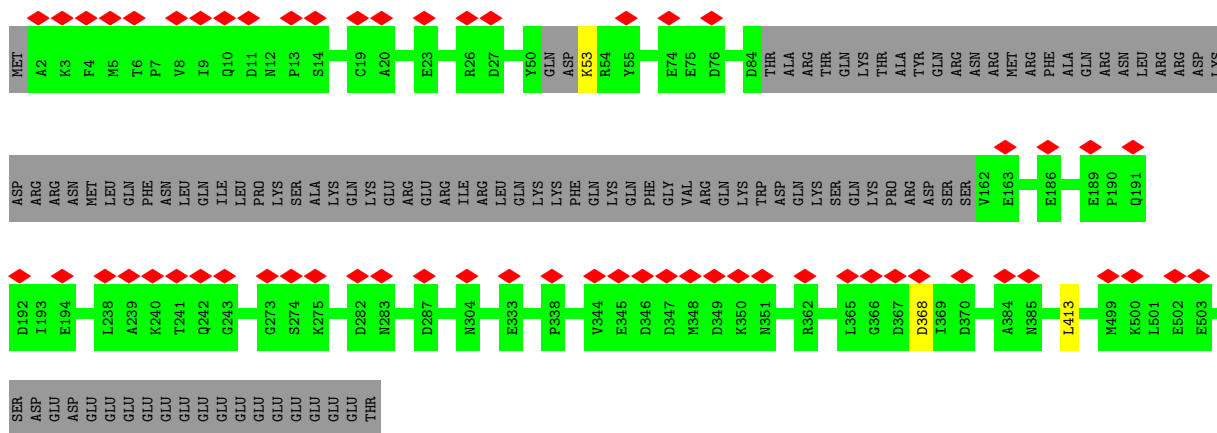 MET A2 K3 F4 M5 T6 P7 V8 I9 Q10 D11 N12 P13 S14 C19 A20 E23 R26 D27 Y50 GLN ASP K53 R54 Y55 E74 E75 D76 D84 THR ALA ARG THR GLN LYS THR ALA TYR GLN ARG ASN ARG MET ARG PHE ALA GLN ARG ASN LEU ARG ARG ASP LYS
ASP ARG ARG ASN MET LEU GLN PHE ASN LEU GLN ILE LEU PRO LYS SER ALA LYS GLN LYS GLU ARG GLU ARG ILE ARG LEU GLN LYS LYS PHE GLN LYS GLN PHE GLY VAL ARG GLN LYS TRP ASP GLN LYS SER GLN LYS PRO ARG ASP SER SER V162 E163 E186 E189 P190 Q191
D192 I193 E194 L238 A239 K240 T241 Q242 G243 G273 S274 K275 D282 N283 D287 N304 E333 P338 V344 E345 D346 D347 M348 D349 K350 N351 R362 L365 G366 D367 D368 I369 D370 A384 N385 L413 M499 K500 L501 E502 E503
SER ASP GLU ASP GLU GLU GLU GLU GLU GLU GLU GLU GLU GLU GLU THR